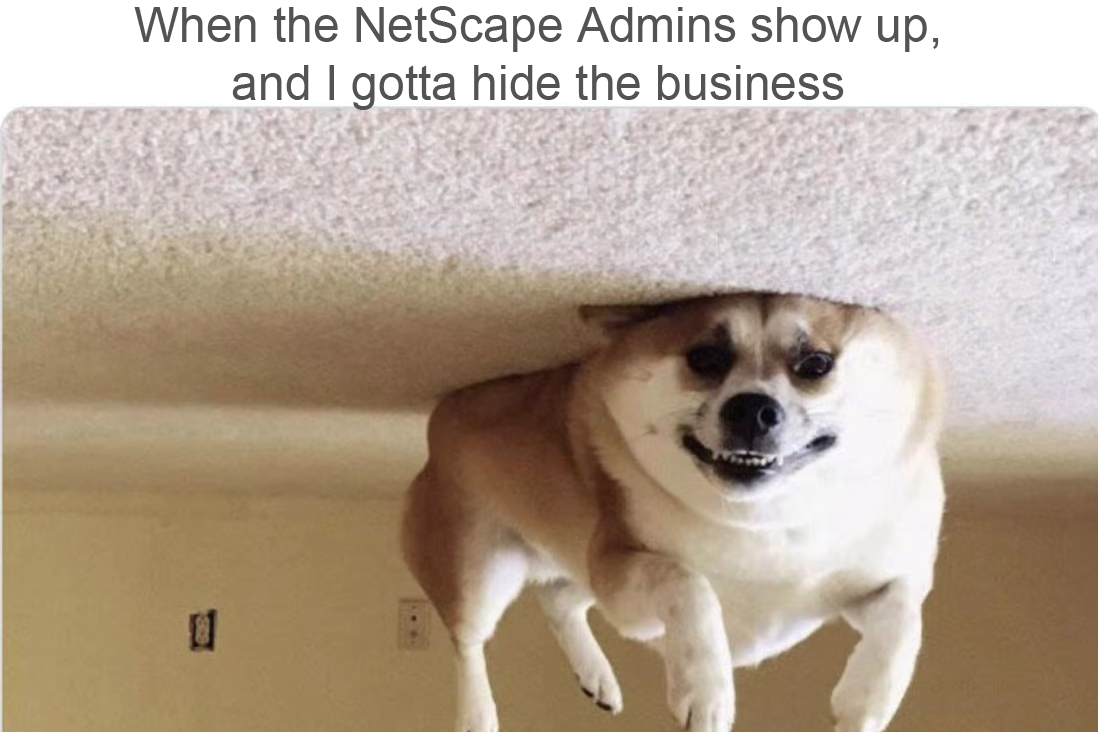 When the NetScape Admins show up,
and I gotta hide the business